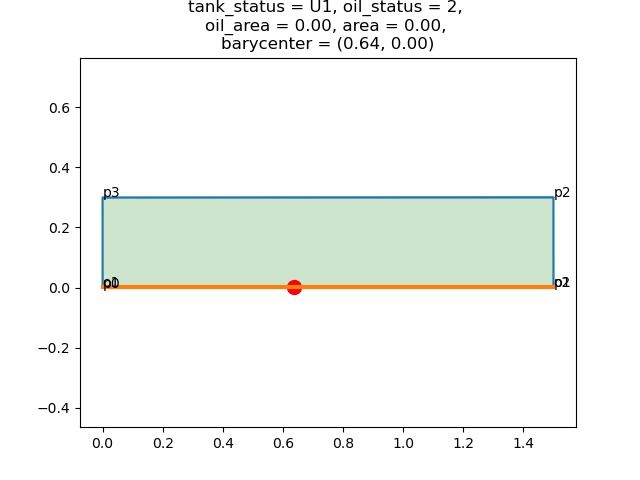 tank_status = U1, oil_status = 2,
oil_area = 0.00, area = 0.00,
barycenter = (0.64, 0.00)
0.6
0.4
p3
p2
0.2
0.0
−0.2
−0.4
0.0 0.2 0.4 0.6 0.8 1.0 1.2 1.4